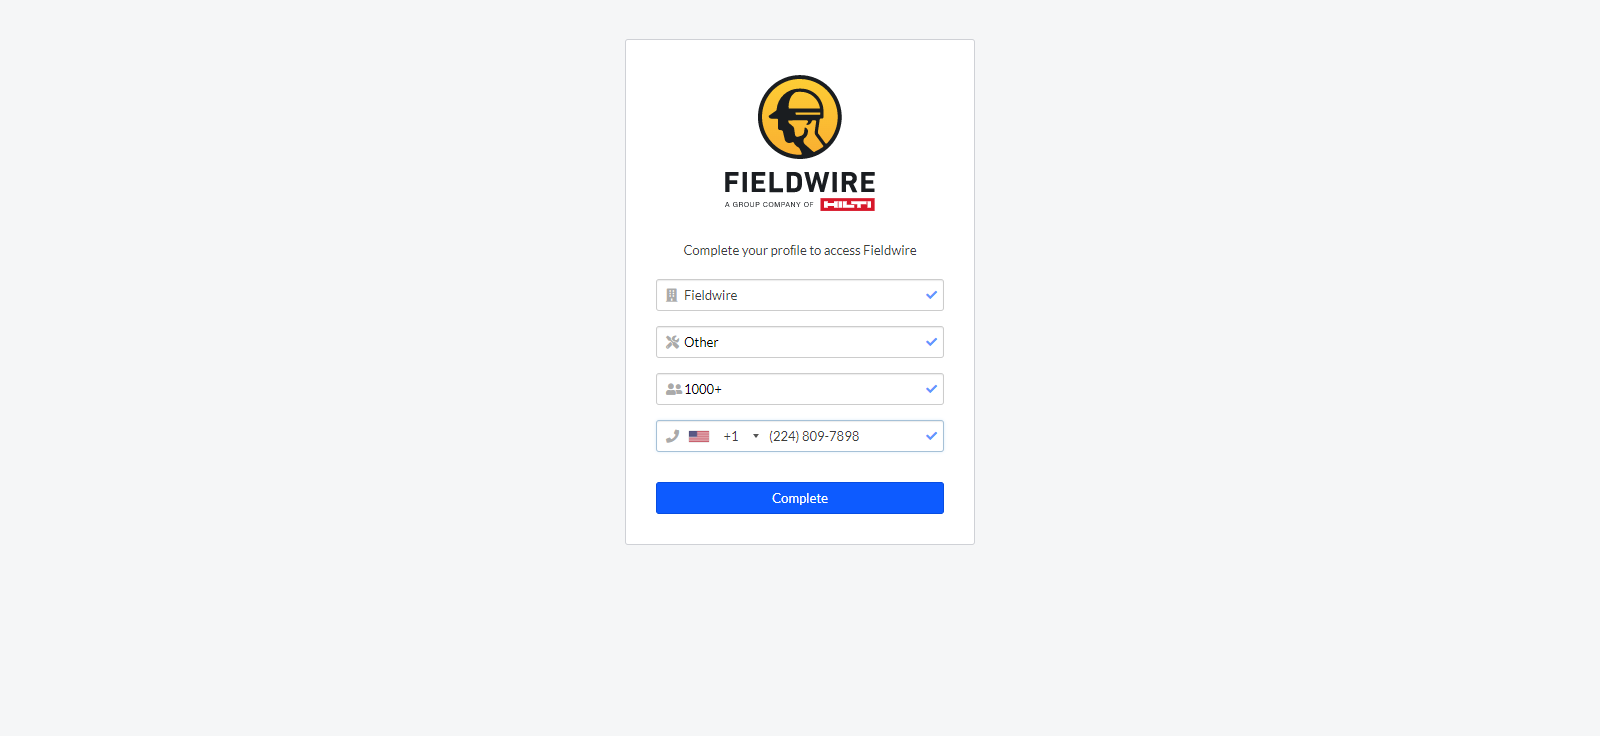 FIELDWIRE
A GROUP COMPANY OF HILTI
Complete your profile to access Fieldwire
Fieldwire
Other
1000+
+1 (224) 809-7898
Complete